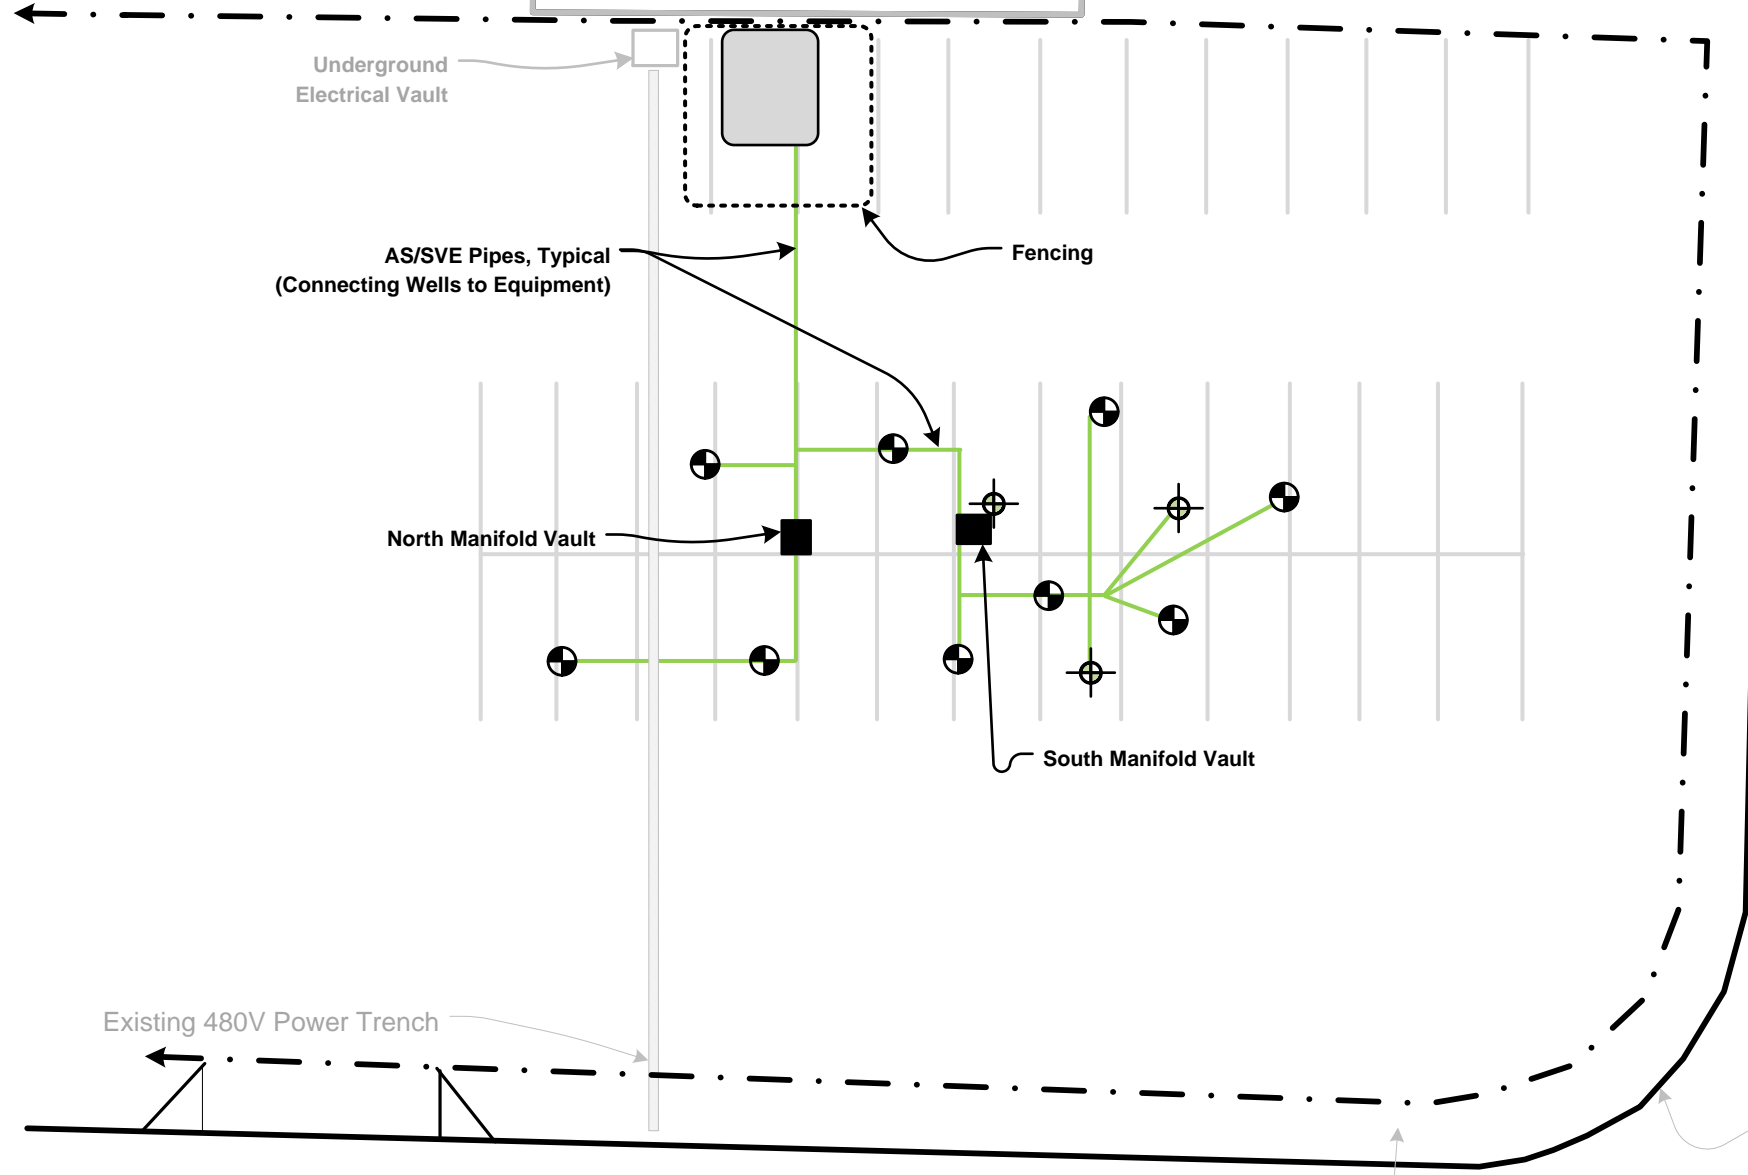 Underground
Electrical Vault
AS/SVE Pipes, Typical
(Connecting Wells to Equipment)
Fencing
North Manifold Vault
South Manifold Vault
Existing 480V Power Trench